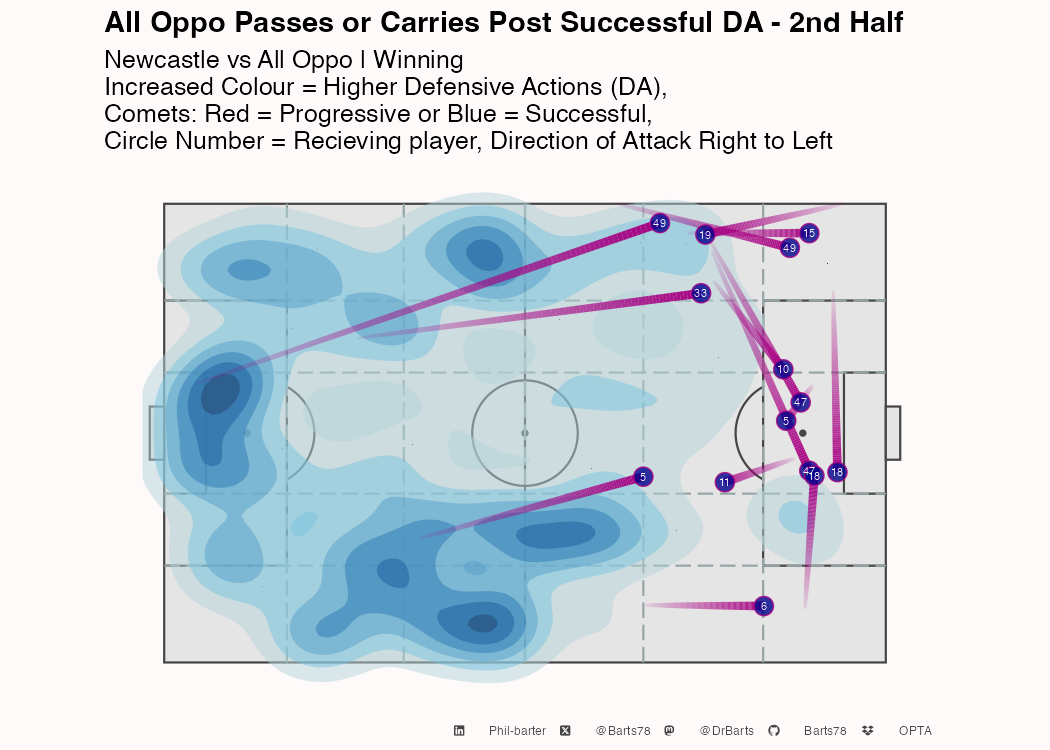 All Oppo Passes or Carries Post Successful DA - 2nd Half
Newcastle vs All Oppo | Winning
Increased Colour = Higher Defensive Actions (DA),
Comets: Red = Progressive or Blue = Successful,
Circle Number = Recieving player, Direction of Attack Right to Left
49
19
15
49
33
10
47
5
47
18
18
5
11
6
Phil-barter @Barts78 @DrBarts Barts78 OPTA